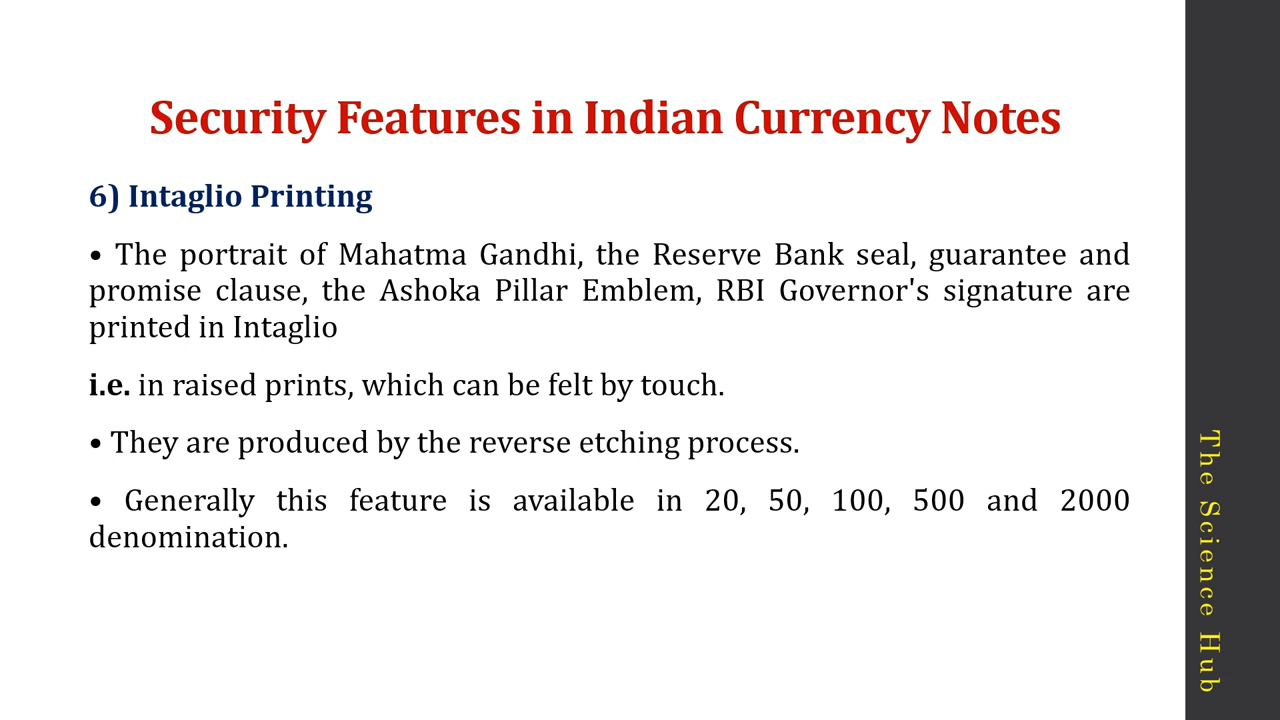 Security Features in Indian Currency Notes
6) Intaglio Printing
• The portrait of Mahatma Gandhi, the Reserve Bank seal, guarantee and
promise clause, the Ashoka Pillar Emblem, RBI Governor's signature are
printed in Intaglio
i.e. in raised prints, which can be felt by touch.
• They are produced by the reverse etching process.
• Generally this feature is available in 20, 50, 100, 500 and 2000
denomination.
The Science Hub